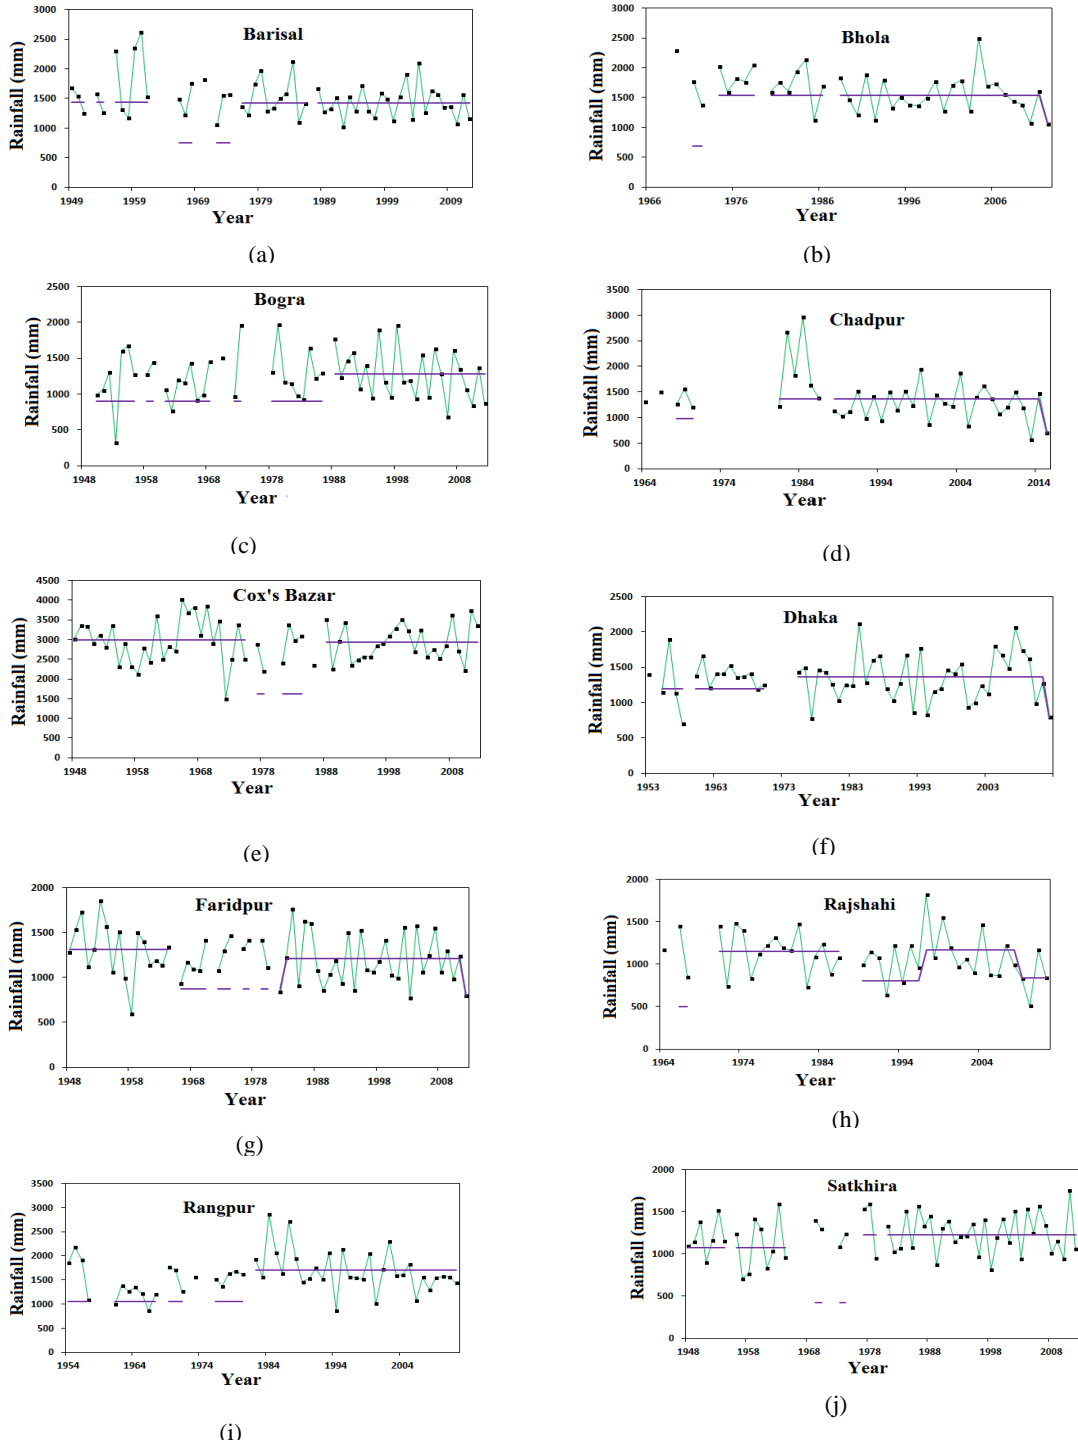 Barisal
Rainfall (mm)
3000
2500
2000
1500
1000
500
0
1949 1959 1969 1979 1989 1999 2009
Year
(a)
Bhola
Rainfall (mm)
3000
2500
2000
1500
1000
500
0
1966 1976 1986 1996 2006
Year
(b)
Bogra
Rainfall (mm)
2500
2000
1500
1000
500
0
1948 1958 1968 1978 1988 1998 2008
Year
(c)
Chadpur
Rainfall (mm)
3500
3000
2500
2000
1500
1000
500
0
1964 1974 1984 1994 2004 2014
Year
(d)
Cox's Bazar
Rainfall (mm)
4500
4000
3500
3000
2500
2000
1500
1000
500
0
1948 1958 1968 1978 1988 1998 2008
Year
(e)
Dhaka
Rainfall (mm)
2500
2000
1500
1000
500
0
1953 1963 1973 1983 1993 2003
Year
(f)
Faridpur
Rainfall (mm)
2000
1500
1000
500
0
1948 1958 1968 1978 1988 1998 2008
Year
(g)
Rajshahi
Rainfall (mm)
2000
1500
1000
500
0
1964 1974 1984 1994 2004
Year
(h)
Rangpur
Rainfall (mm)
3500
3000
2500
2000
1500
1000
500
0
1954 1964 1974 1984 1994 2004
Year
(i)
Satkhira
Rainfall (mm)
2000
1500
1000
500
0
1948 1958 1968 1978 1988 1998 2008
Year
(j)